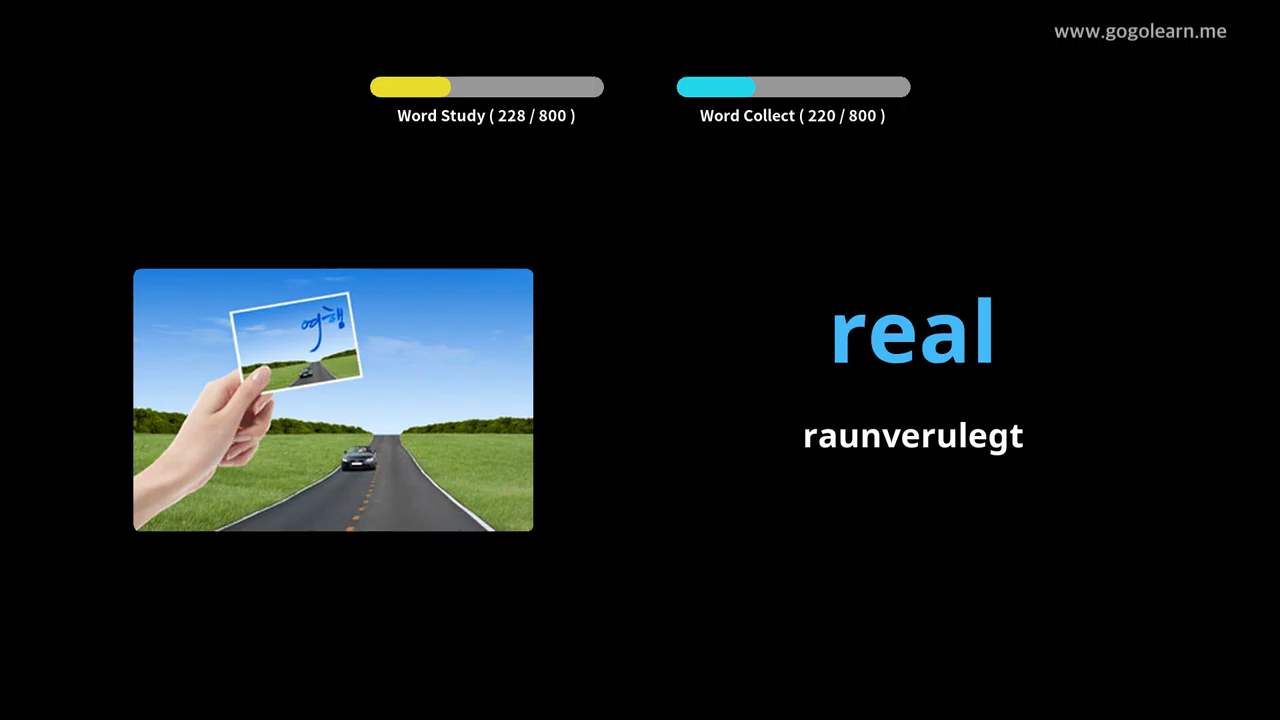 www.gogolearn.me
Word Study ( 228 / 800 )
Word Collect ( 220 / 800 )
여행
real
raunverulegt